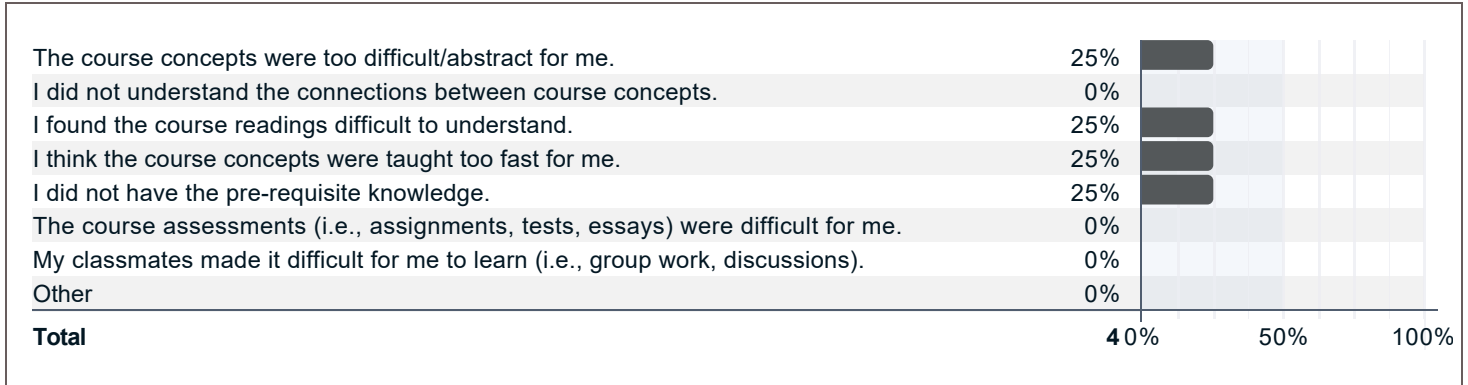 The course concepts were too difficult/abstract for me. 25%
I did not understand the connections between course concepts. 0%
I found the course readings difficult to understand. 25%
I think the course concepts were taught too fast for me. 25%
I did not have the pre-requisite knowledge. 25%
The course assessments (i.e., assignments, tests, essays) were difficult for me. 0%
My classmates made it difficult for me to learn (i.e., group work, discussions). 0%
Other 0%
Total 4 0% 50% 100%